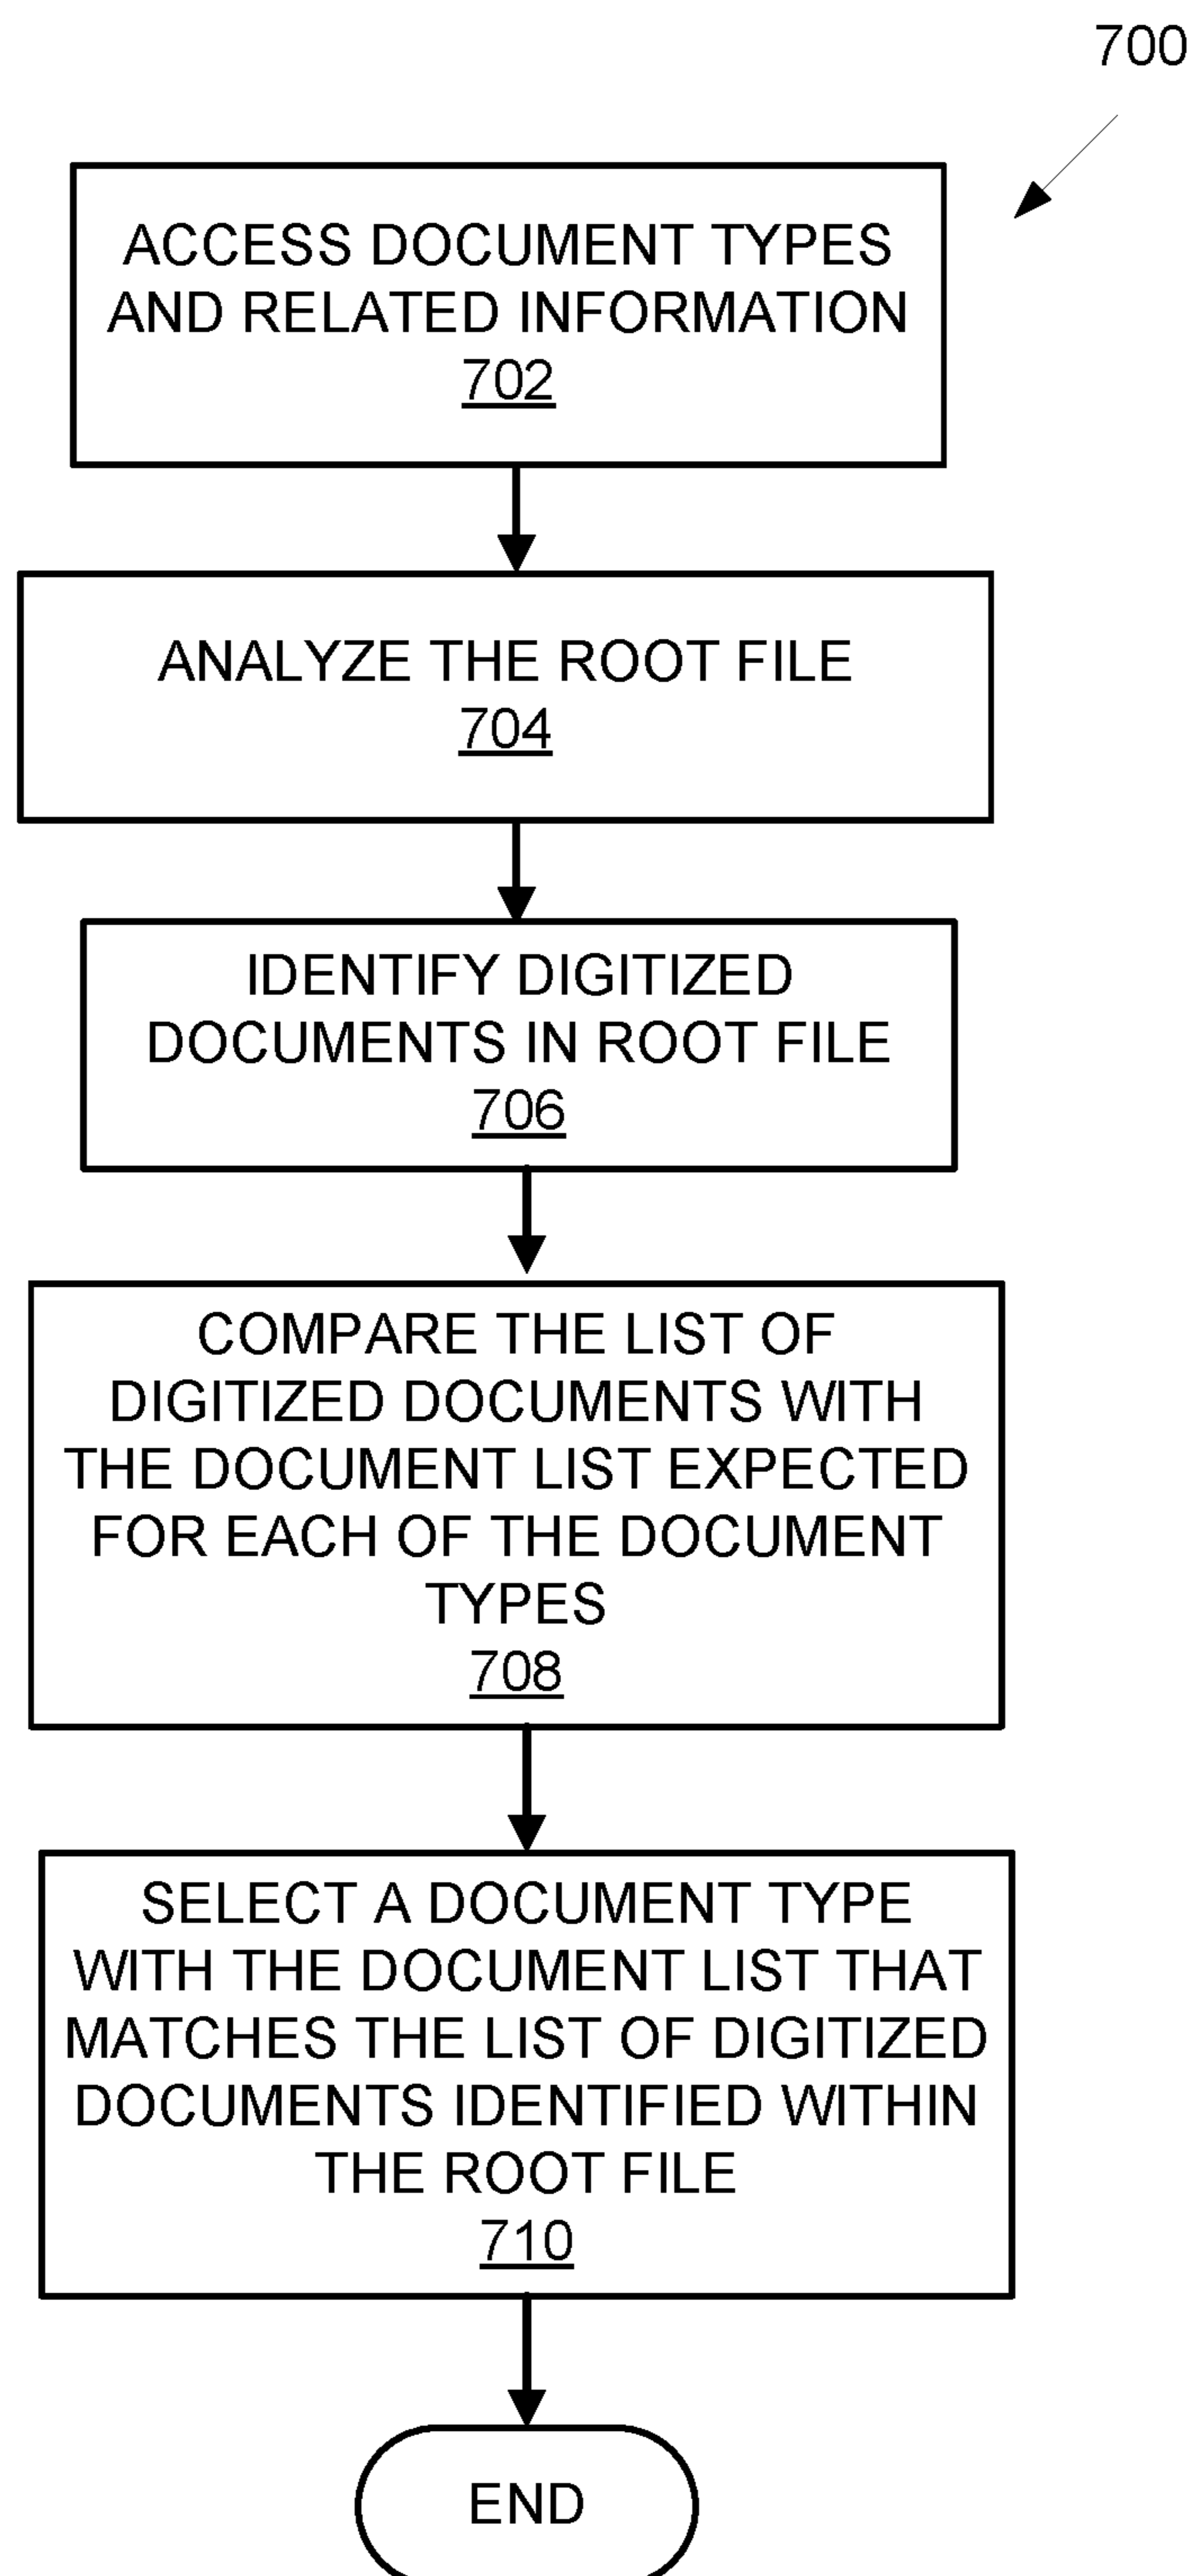 700
ACCESS DOCUMENT TYPES
AND RELATED INFORMATION
702
ANALYZE THE ROOT FILE
704
IDENTIFY DIGITIZED
DOCUMENTS IN ROOT FILE
706
COMPARE THE LIST OF
DIGITIZED DOCUMENTS WITH
THE DOCUMENT LIST EXPECTED
FOR EACH OF THE DOCUMENT
TYPES
708
SELECT A DOCUMENT TYPE
WITH THE DOCUMENT LIST THAT
MATCHES THE LIST OF DIGITIZED
DOCUMENTS IDENTIFIED WITHIN
THE ROOT FILE
710
END